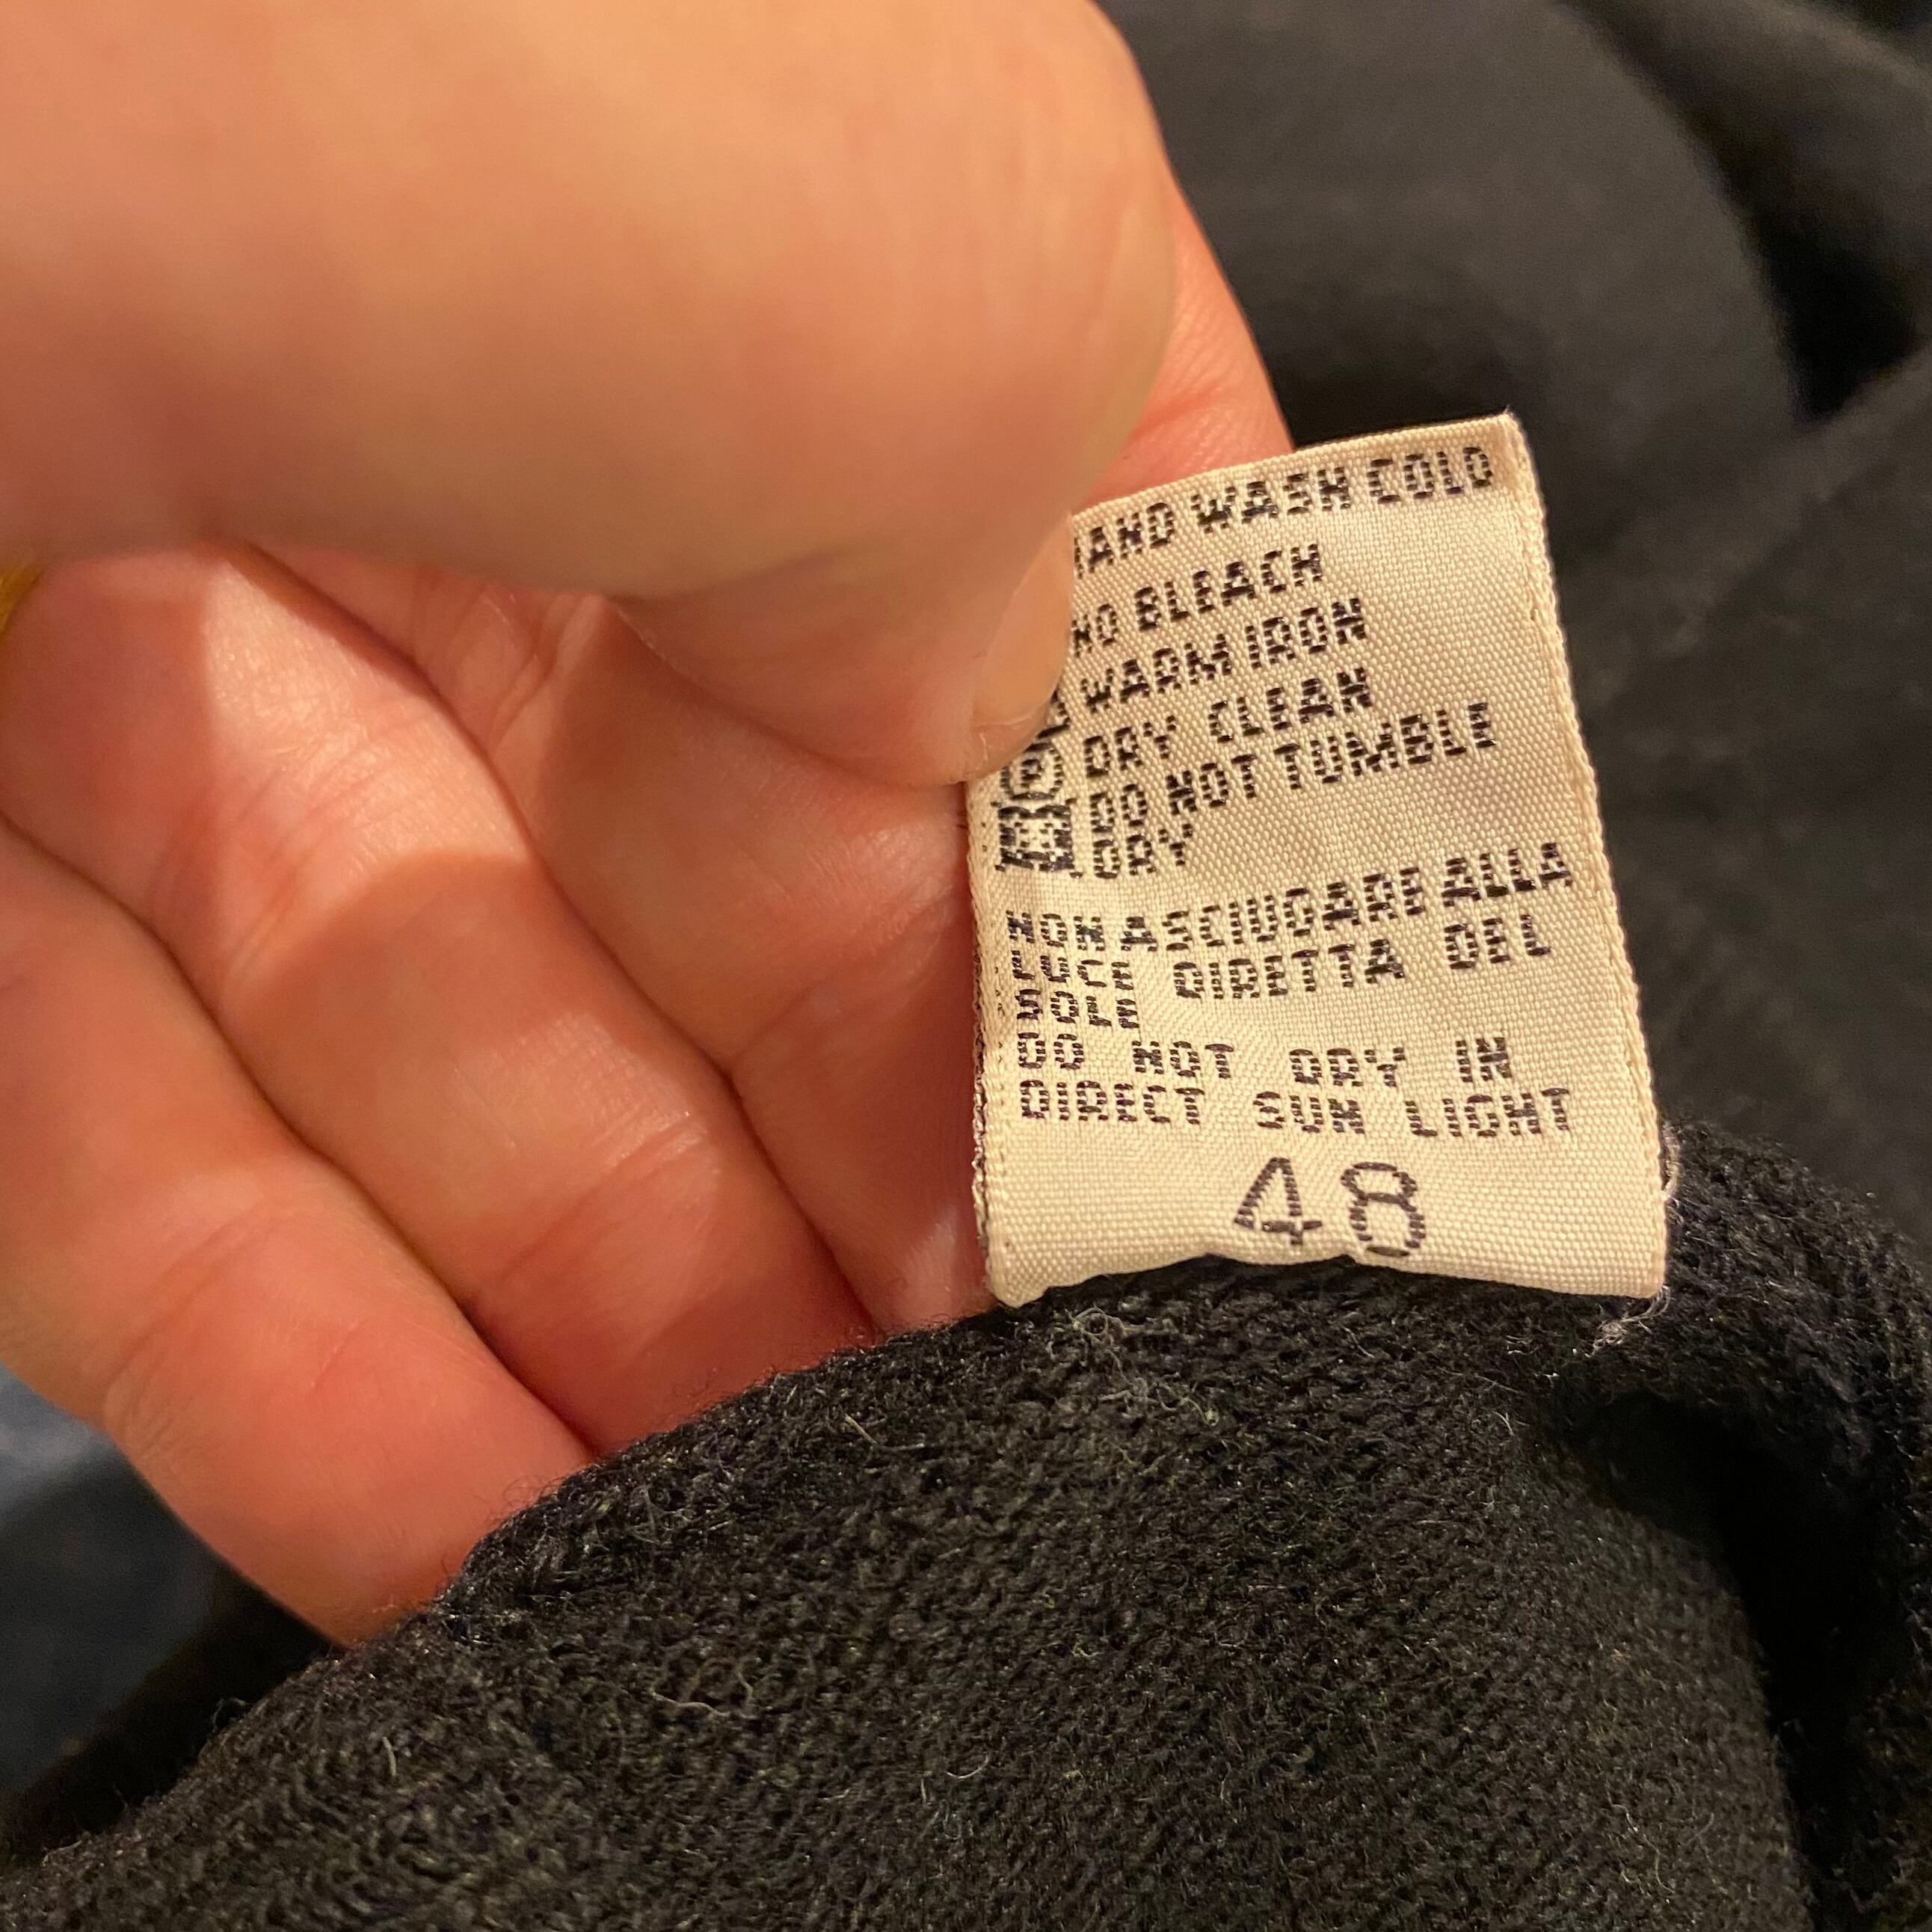 HAND WASH COLD
NO BLEACH
WARM IRON
P DRY CLEAN
DO NOT TUMBLE
DRY
NON ASCIUGARE ALLA
LUCE DIRETTA DEL
SOLE
DO NOT DRY IN
DIRECT SUN LIGHT
48